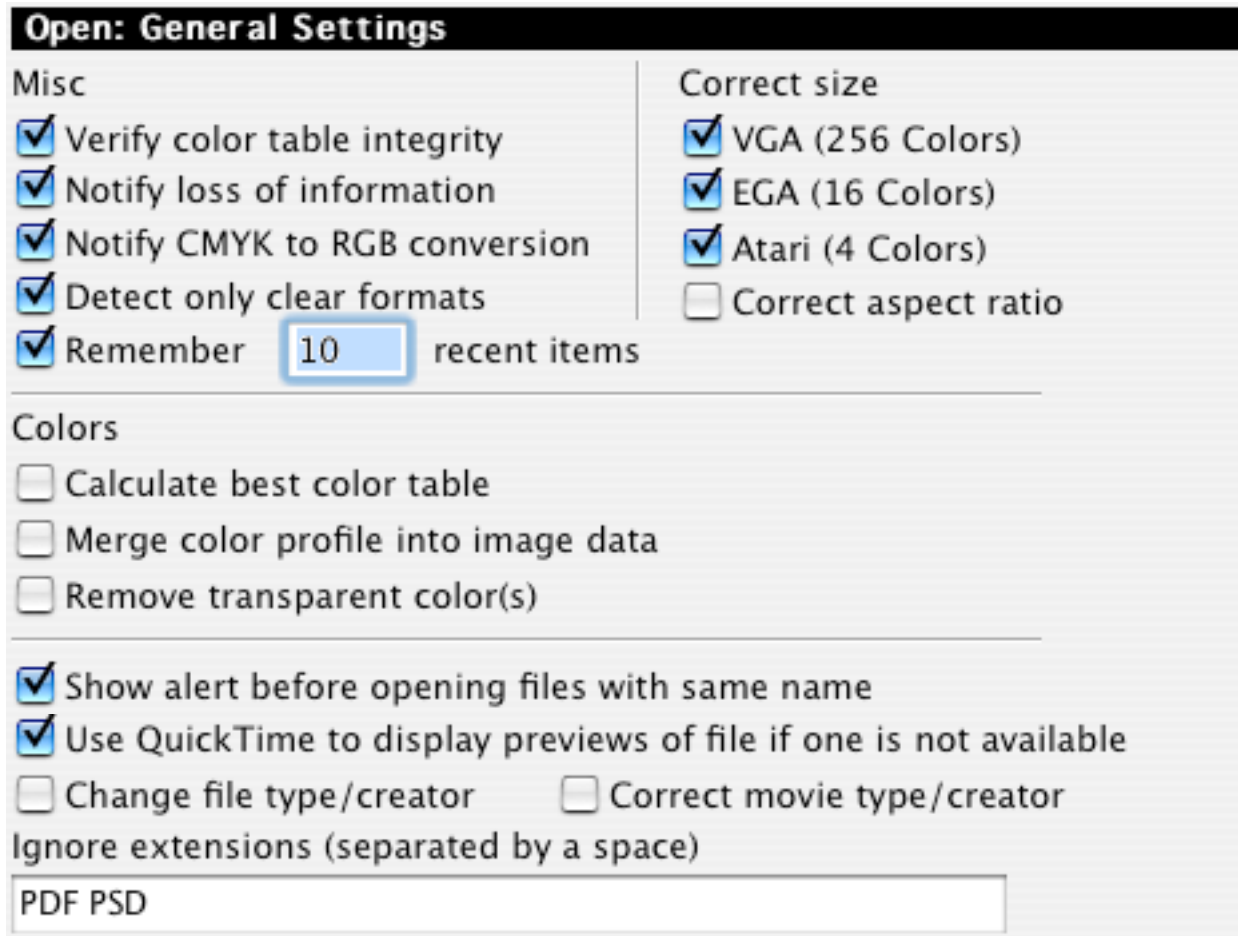 Open: General Settings
Misc
Verify color table integrity
Notify loss of information
Notify CMYK to RGB conversion
Detect only clear formats
Remember 10 recent items
Correct size
VGA (256 Colors)
EGA (16 Colors)
Atari (4 Colors)
Correct aspect ratio
Colors
Calculate best color table
Merge color profile into image data
Remove transparent color(s)
Show alert before opening files with same name
Use QuickTime to display previews of file if one is not available
Change file type/creator
Correct movie type/creator
Ignore extensions (separated by a space)
PDF PSD